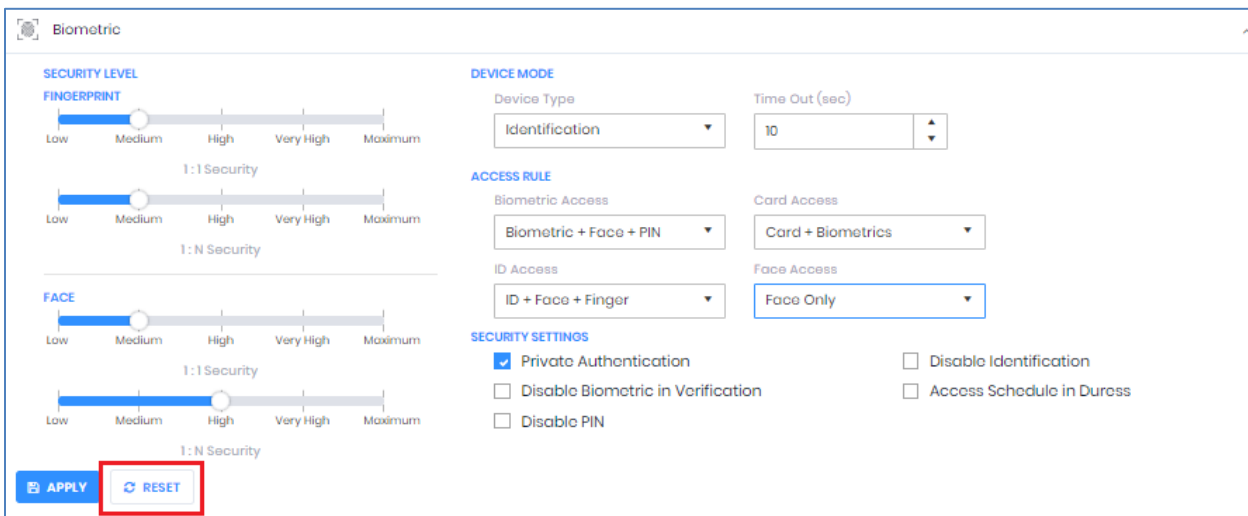 Biometric
SECURITY LEVEL
FINGERPRINT
Low Medium High Very High Maximum
1 : 1 Security
Low Medium High Very High Maximum
1 : N Security
FACE
Low Medium High Very High Maximum
1 : 1 Security
Low Medium High Very High Maximum
1 : N Security
DEVICE MODE
Device Type Time Out (sec)
Identification 10
ACCESS RULE
Biometric Access Card Access
Biometric + Face + PIN Card + Biometrics
ID Access Face Access
ID + Face + Finger Face Only
SECURITY SETTINGS
Private Authentication Disable Identification
Disable Biometric in Verification Access Schedule in Duress
Disable PIN
APPLY RESET